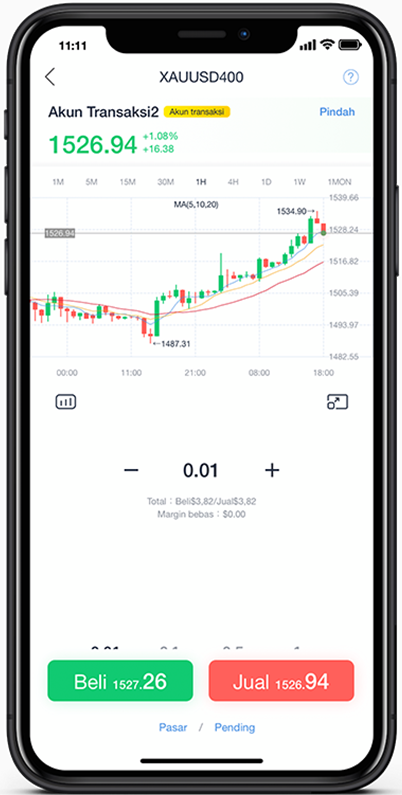 11:11
XAUUSD400
?
Akun Transaksi2 Akun transaksi Pindah
1526.94 +1.08%
+16.38
1M 5M 15M 30M 1H 4H 1D 1W 1MON
MA(5,10,20)
1539.66
1534.90
1528.24
1526.94
1516.82
1505.39
1493.97
1487.31
1482.55
00:00 11:00 21:00 08:00 18:00
− 0.01 +
Total：Beli$3,82/Jual$3,82
Margin bebas：$0.00
Beli 1527.26 Jual 1526.94
Pasar / Pending